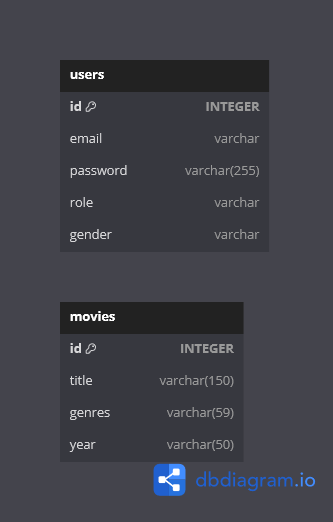 users
id INTEGER
email varchar
password varchar(255)
role varchar
gender varchar
movies
id INTEGER
title varchar(150)
genres varchar(59)
year varchar(50)
dbdiagram.io